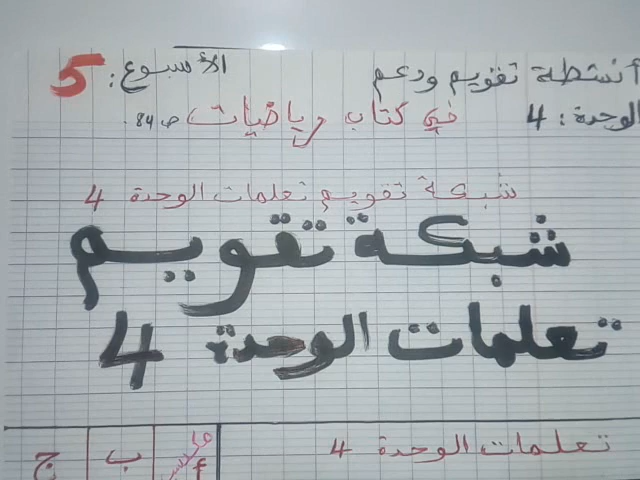 أنشطة تقويم ودعم الأسبوع: 5
الوحدة: 4 في كتاب رياضيات ص 84.
شبكة تقويم تعلمات الوحدة 4
شبكة تقويم
تعلمات الوحدة 4
تعلمات الوحدة 4 أ ب ج